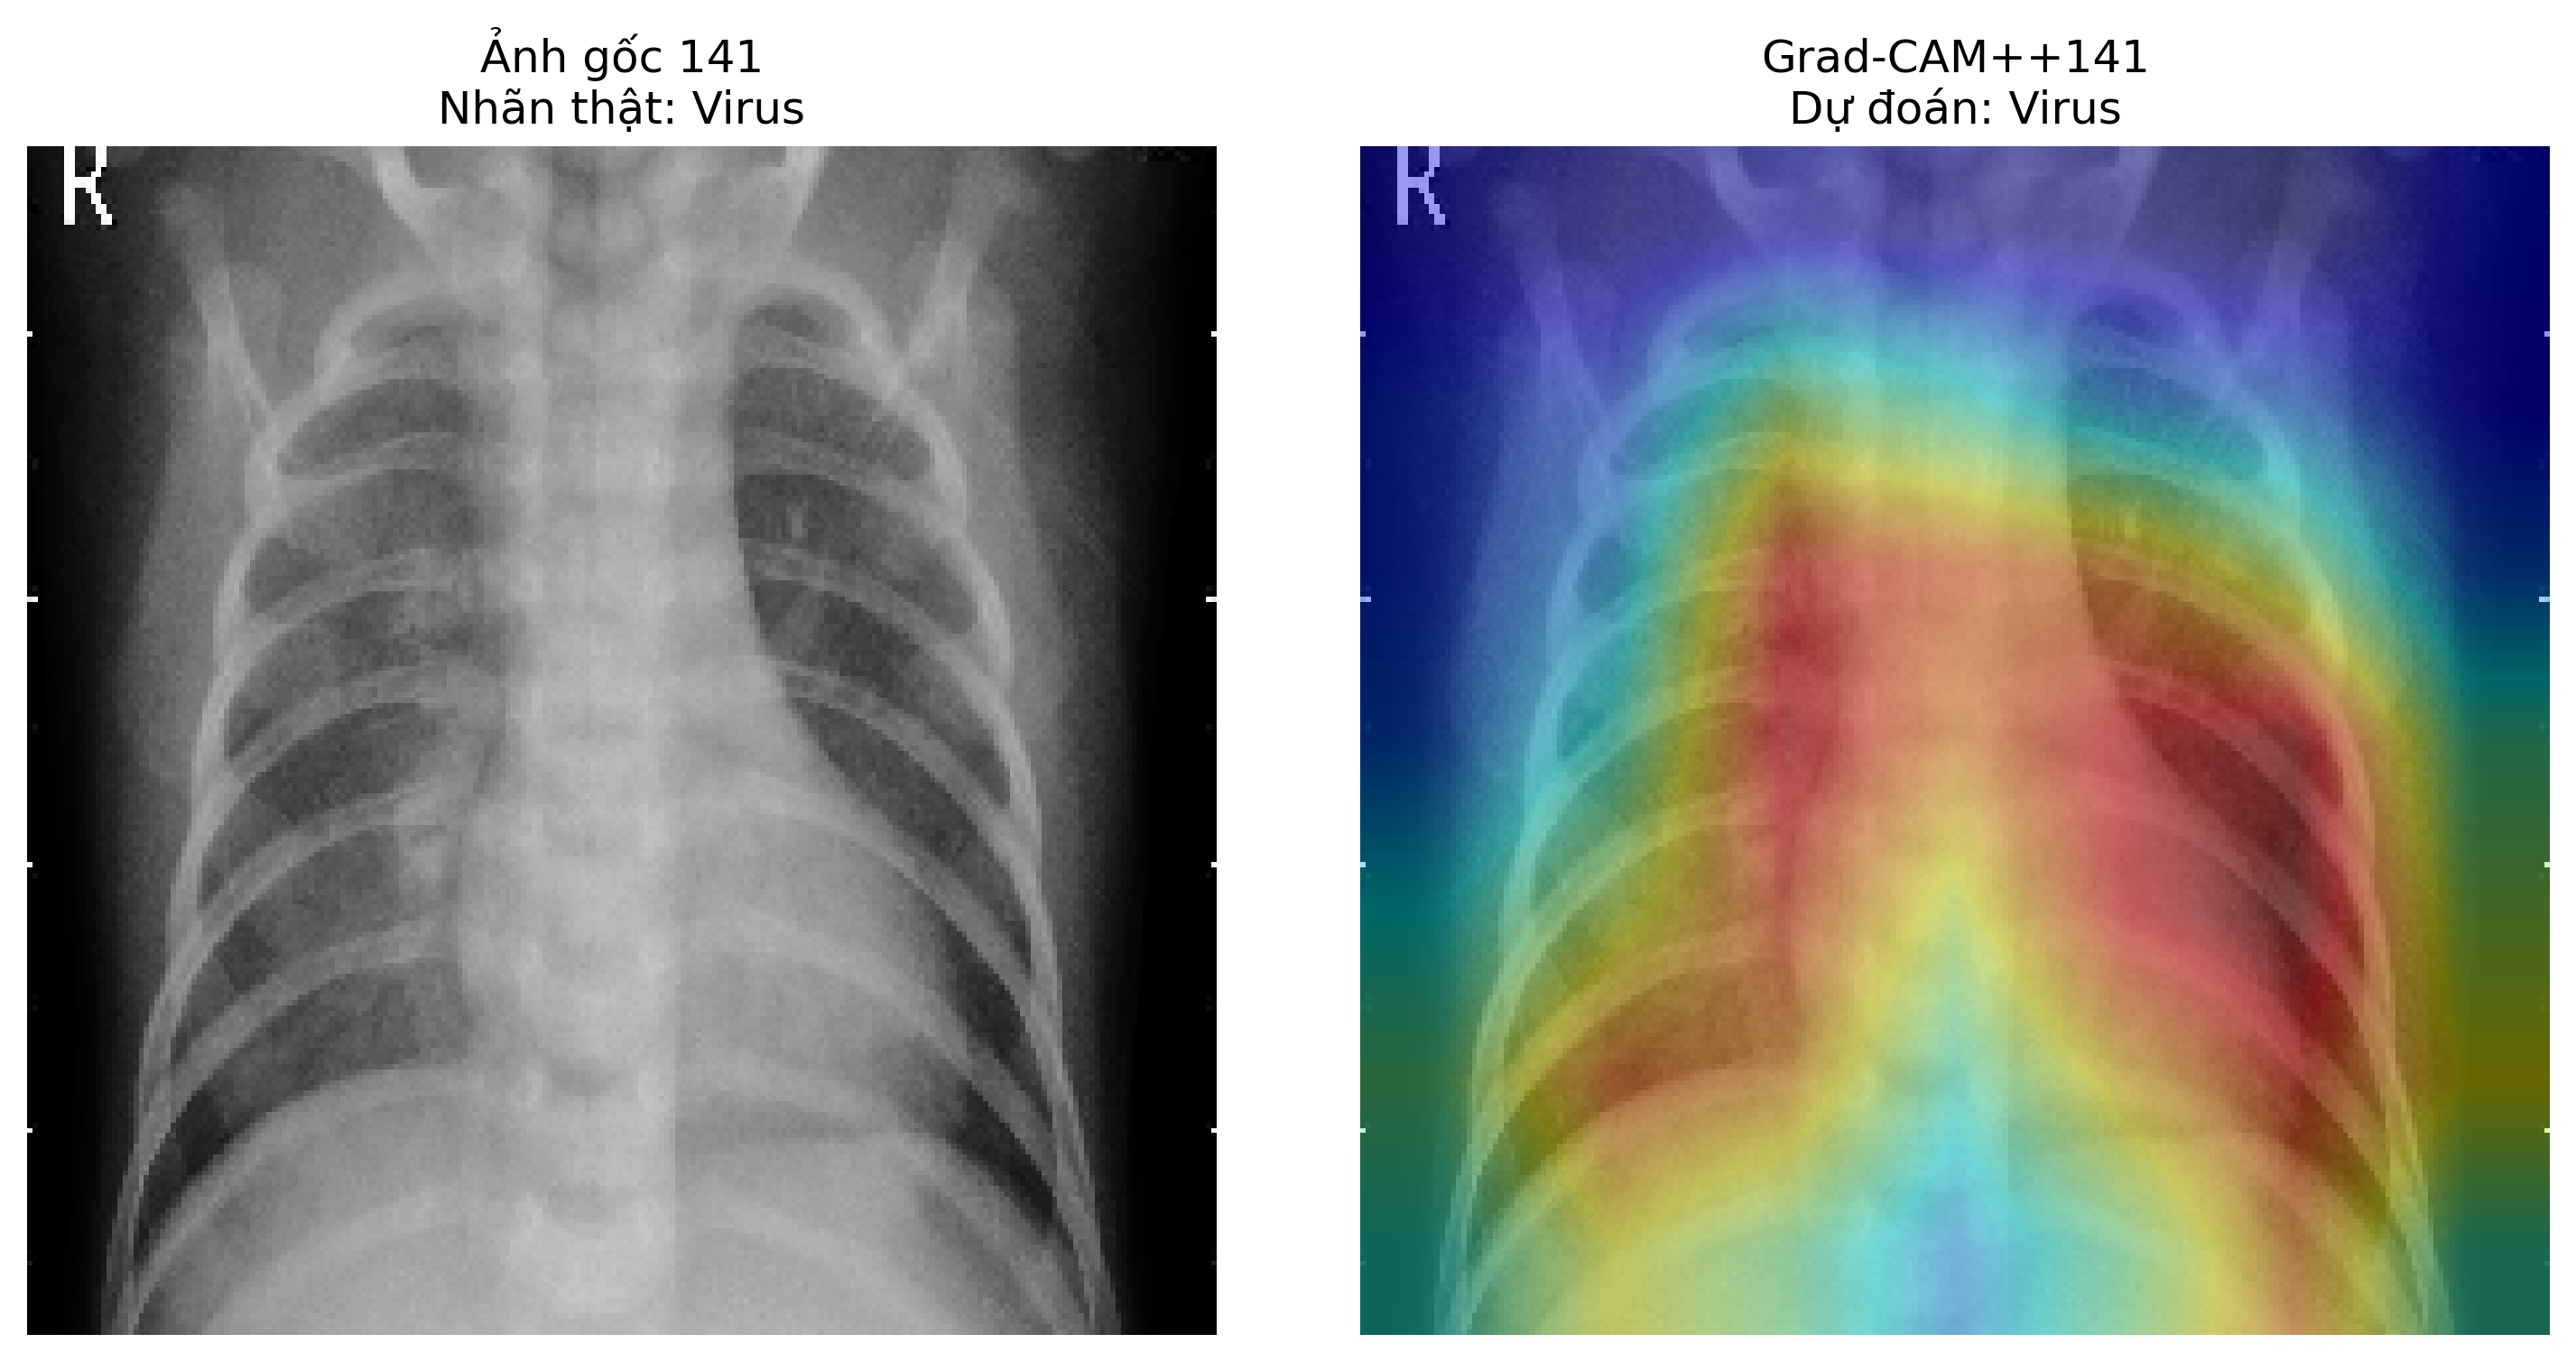 Ảnh gốc 141
Nhãn thật: Virus
R
Grad-CAM++141
Dự đoán: Virus
R